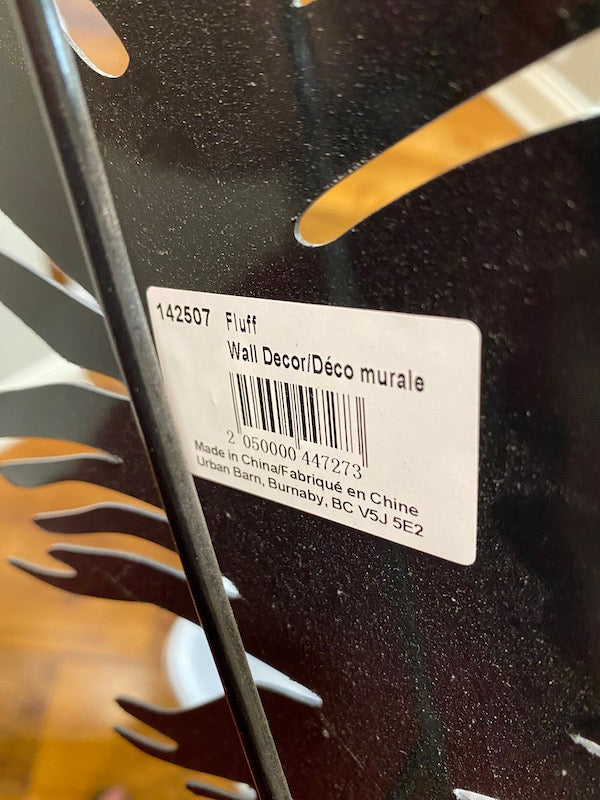 142507 Fluff
Wall Decor/Déco murale
2 050000 447273
Made in China/Fabriqué en Chine
Urban Barn, Burnaby, BC V5J 5E2